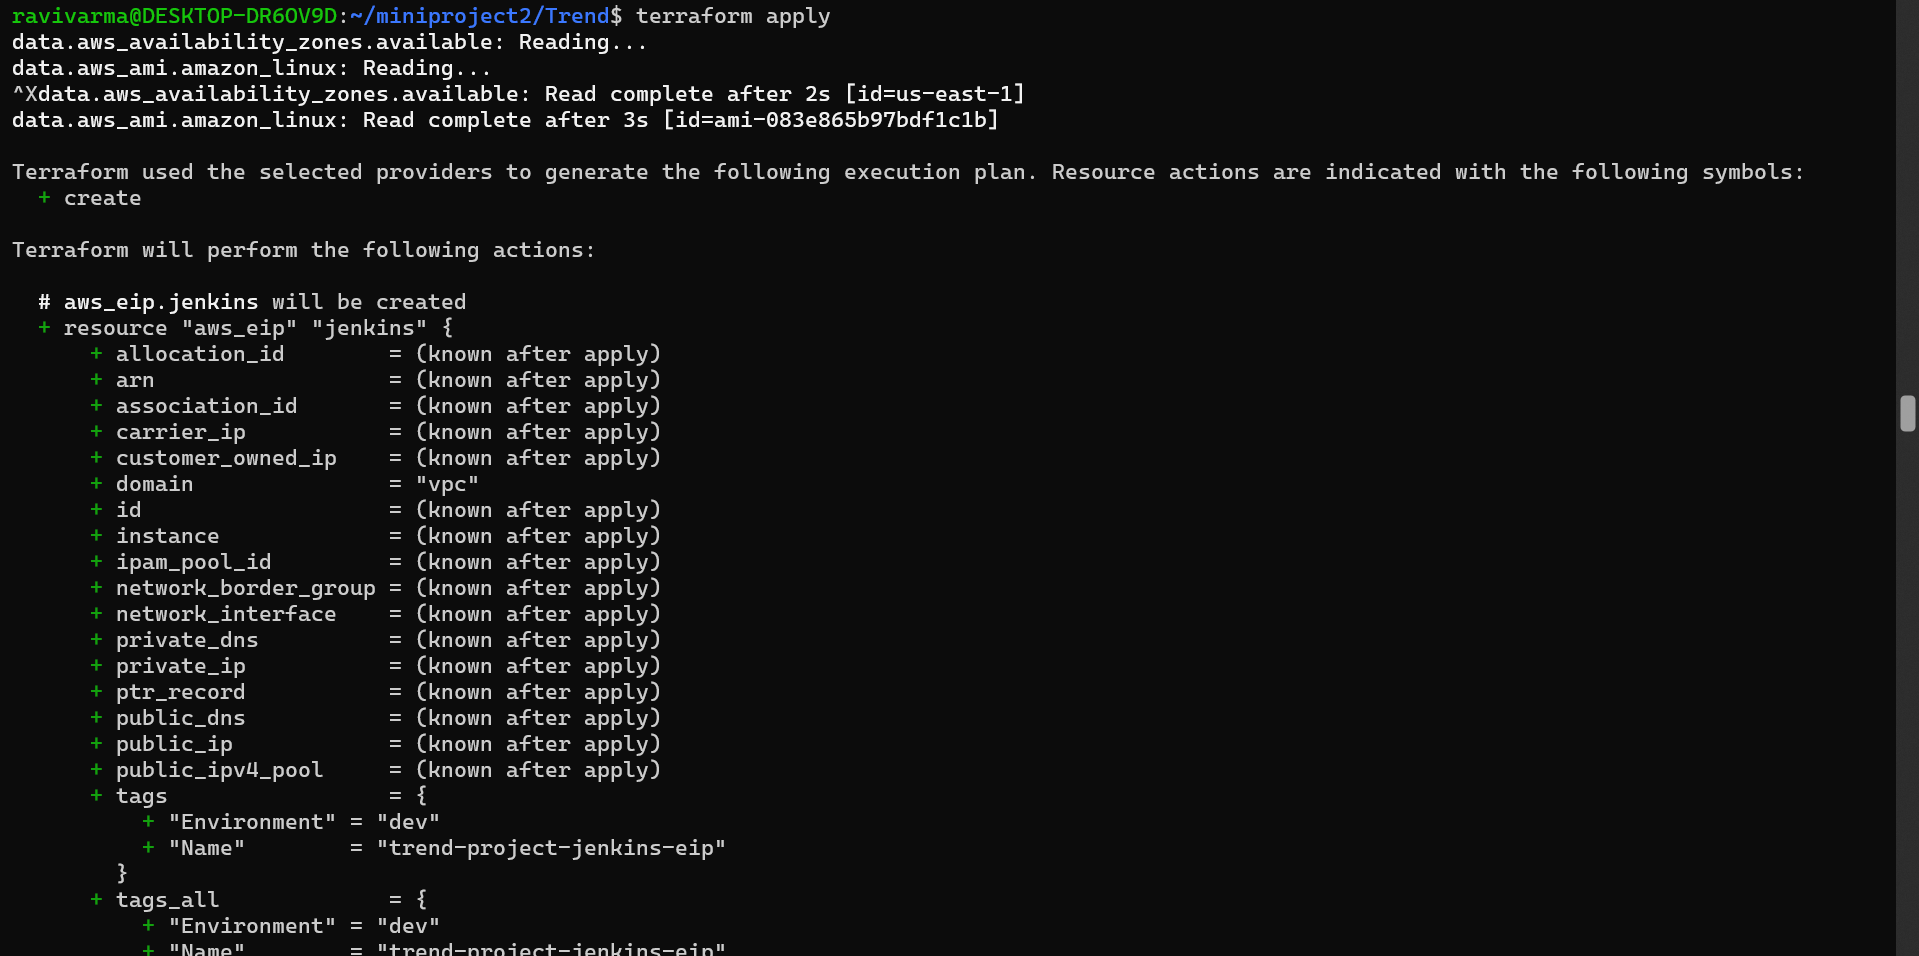 ravivarma@DESKTOP-DR6OV9D:~/miniproject2/Trend$ terraform apply
data.aws_availability_zones.available: Reading...
data.aws_ami.amazon_linux: Reading...
^Xdata.aws_availability_zones.available: Read complete after 2s [id=us-east-1]
data.aws_ami.amazon_linux: Read complete after 3s [id=ami-083e865b97bdf1c1b]

Terraform used the selected providers to generate the following execution plan. Resource actions are indicated with the following symbols:
  + create

Terraform will perform the following actions:

  # aws_eip.jenkins will be created
  + resource "aws_eip" "jenkins" {
      + allocation_id        = (known after apply)
      + arn                  = (known after apply)
      + association_id       = (known after apply)
      + carrier_ip           = (known after apply)
      + customer_owned_ip    = (known after apply)
      + domain               = "vpc"
      + id                   = (known after apply)
      + instance             = (known after apply)
      + ipam_pool_id         = (known after apply)
      + network_border_group = (known after apply)
      + network_interface    = (known after apply)
      + private_dns          = (known after apply)
      + private_ip           = (known after apply)
      + ptr_record           = (known after apply)
      + public_dns           = (known after apply)
      + public_ip            = (known after apply)
      + public_ipv4_pool     = (known after apply)
      + tags                 = {
          + "Environment" = "dev"
          + "Name"        = "trend-project-jenkins-eip"
        }
      + tags_all             = {
          + "Environment" = "dev"
          + "Name"        = "trend-project-jenkins-eip"